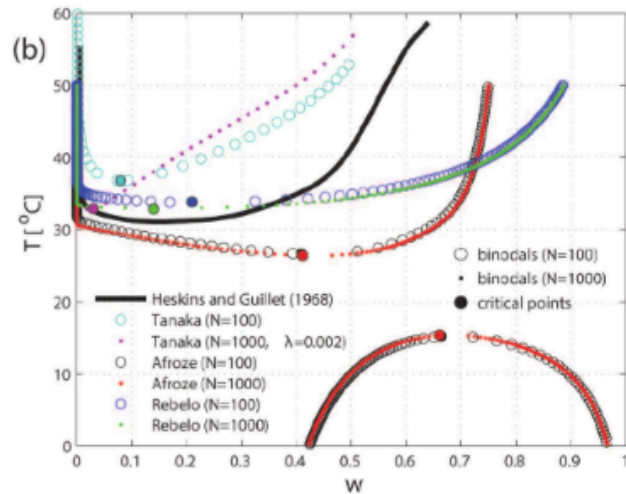 (b)
60
50
40
30
20
10
0
T [°C]
0 0.1 0.2 0.3 0.4 0.5 0.6 0.7 0.8 0.9 1
W
Heskins and Guillet (1968)
Tanaka (N=100)
Tanaka (N=1000, λ=0.002)
Afroze (N=100)
Afroze (N=1000)
Rebelo (N=100)
Rebelo (N=1000)
binodals (N=100)
binodals (N=1000)
critical points